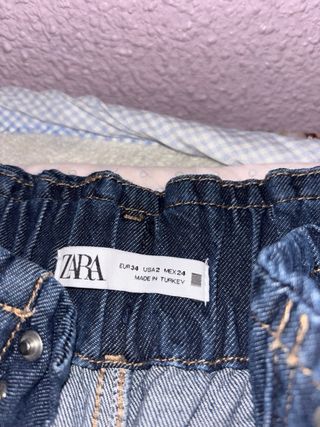 ZARA
EUR 34 USA 2 MEX 24
MADE IN TURKEY